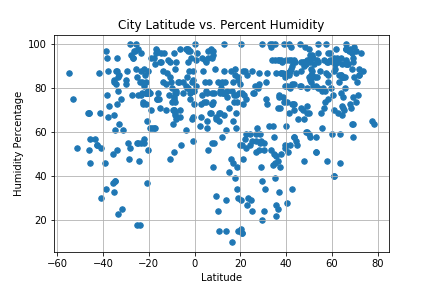 City Latitude vs. Percent Humidity
100
80
60
40
20
Humidity Percentage
−60 −40 −20 0 20 40 60 80
Latitude